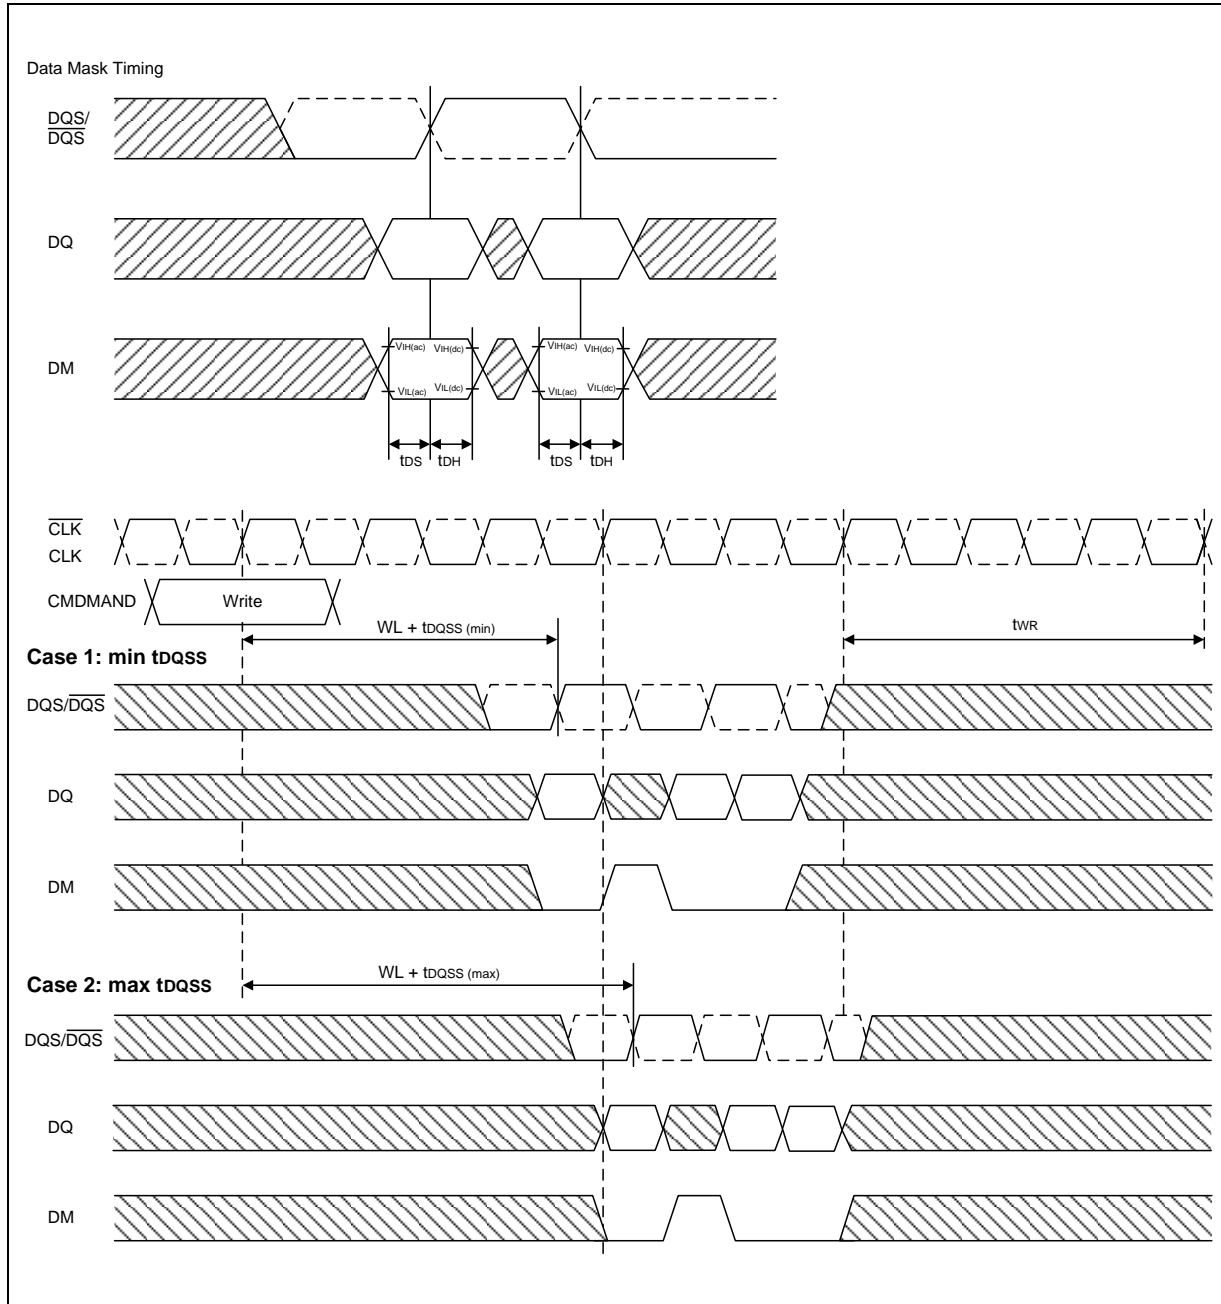 Data Mask Timing
DQS/
DQS
DQ
DM
VIH(ac) VIH(dc) VIH(ac) VIH(dc)
VIL(ac) VIL(dc) VIL(ac) VIL(dc)
tDS tDH tDS tDH
CLK
CLK
CMDMAND Write
WL + tDQSS (min) tWR
Case 1: min tDQSS
DQS/DQS
DQ
DM
Case 2: max tDQSS WL + tDQSS (max)
DQS/DQS
DQ
DM